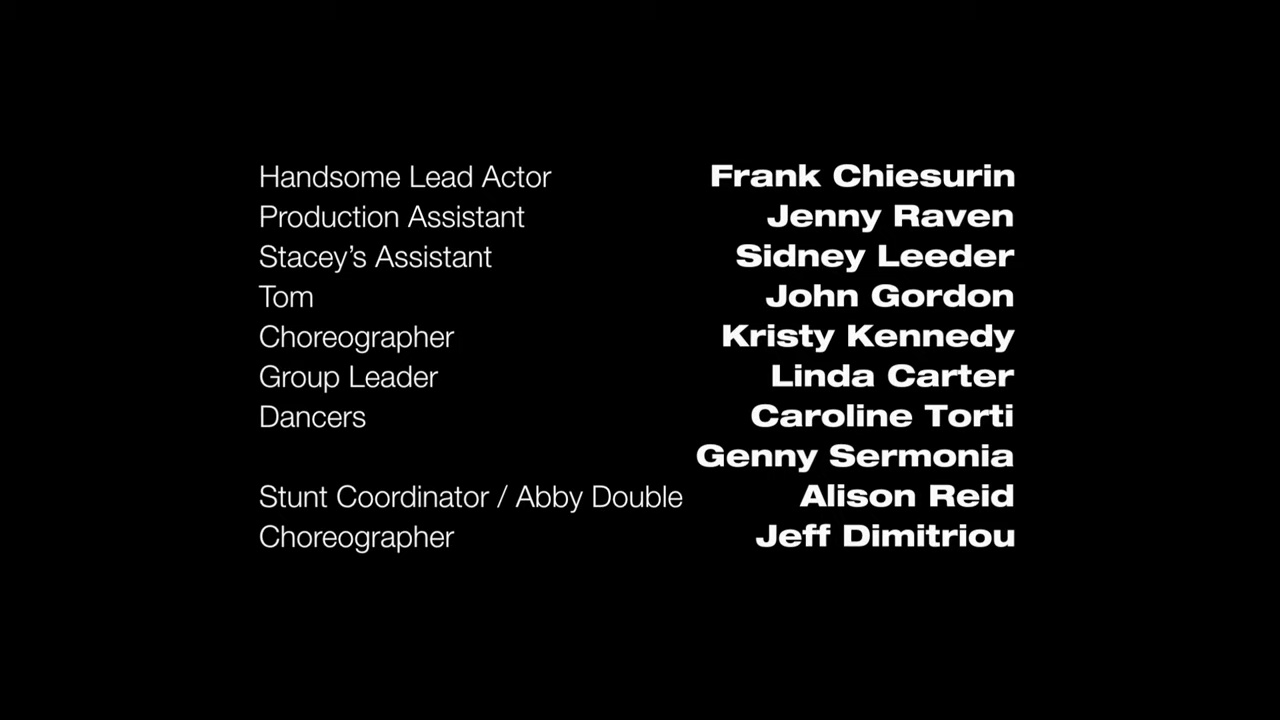 Handsome Lead Actor Frank Chiesurin
Production Assistant Jenny Raven
Stacey’s Assistant Sidney Leeder
Tom John Gordon
Choreographer Kristy Kennedy
Group Leader Linda Carter
Dancers Caroline Torti
Genny Sermonia
Stunt Coordinator / Abby Double Alison Reid
Choreographer Jeff Dimitriou